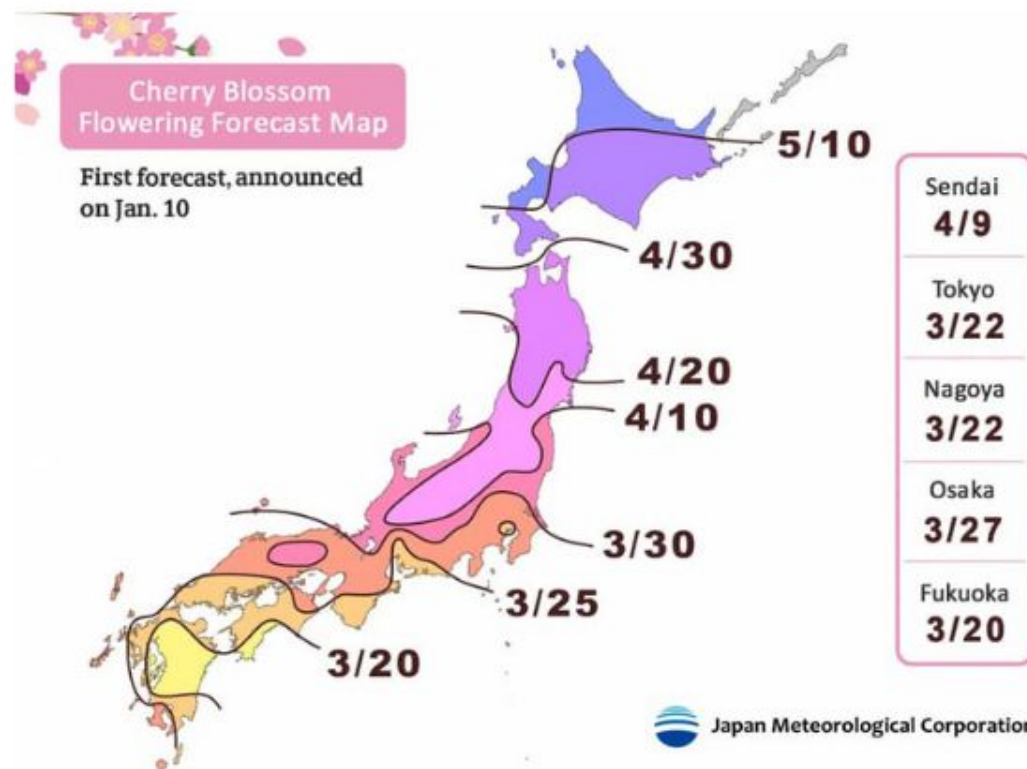 Cherry Blossom
Flowering Forecast Map
First forecast, announced
on Jan. 10
5/10
4/30
4/20
4/10
3/30
3/25
3/20
Sendai
4/9
Tokyo
3/22
Nagoya
3/22
Osaka
3/27
Fukuoka
3/20
Japan Meteorological Corporation